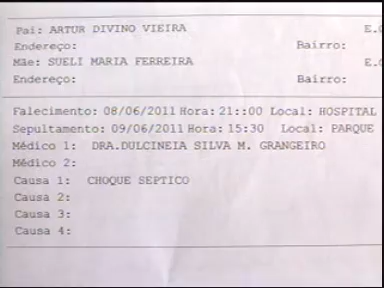 Pai: ARTUR DIVINO VIEIRA E.C
Endereço: Bairro:
Mãe: SUELI MARIA FERREIRA E.C
Endereço: Bairro:
Falecimento: 08/06/2011 Hora: 21::00 Local: HOSPITAL
Sepultamento: 09/06/2011 Hora: 15:30 Local: PARQUE
Médico 1: DRA.DULCINEIA SILVA M. GRANGEIRO
Médico 2:
Causa 1: CHOQUE SEPTICO
Causa 2:
Causa 3:
Causa 4: